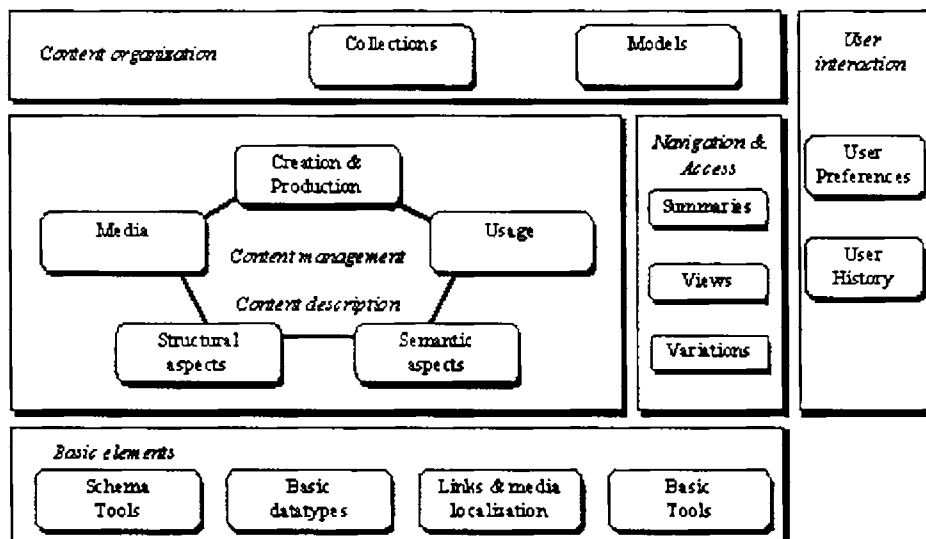 Content organization
Collections
Models
User
interaction
Creation &
Production
Media
Usage
Content management
Content description
Structural
aspects
Semantic
aspects
Navigation &
Access
Summaries
Views
Variations
User
Preferences
User
History
Basic elements
Schema
Tools
Basic
datatypes
Links & media
localization
Basic
Tools